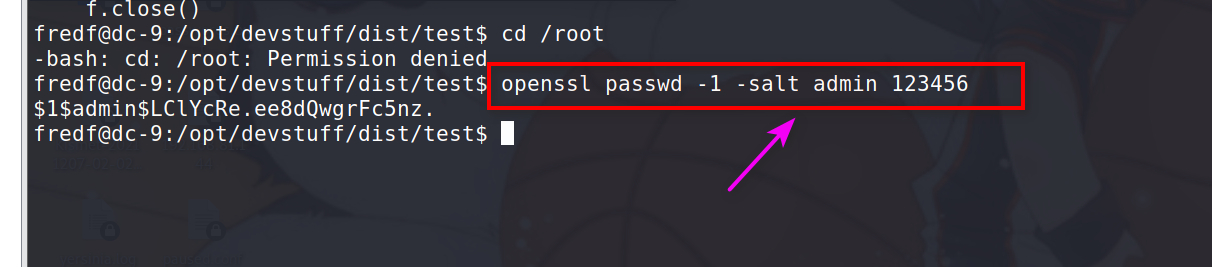 f.close()
fredf@dc-9:/opt/devstuff/dist/test$ cd /root
-bash: cd: /root: Permission denied
fredf@dc-9:/opt/devstuff/dist/test$ openssl passwd -1 -salt admin 123456
$1$admin$LClYcRe.ee8dQwgrFc5nz.
fredf@dc-9:/opt/devstuff/dist/test$